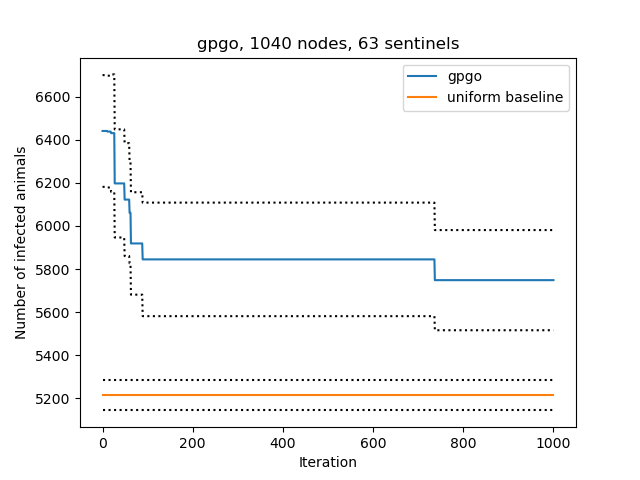 gpgo, 1040 nodes, 63 sentinels
gpgo
uniform baseline
Number of infected animals
6600
6400
6200
6000
5800
5600
5400
5200
0 200 400 600 800 1000
Iteration